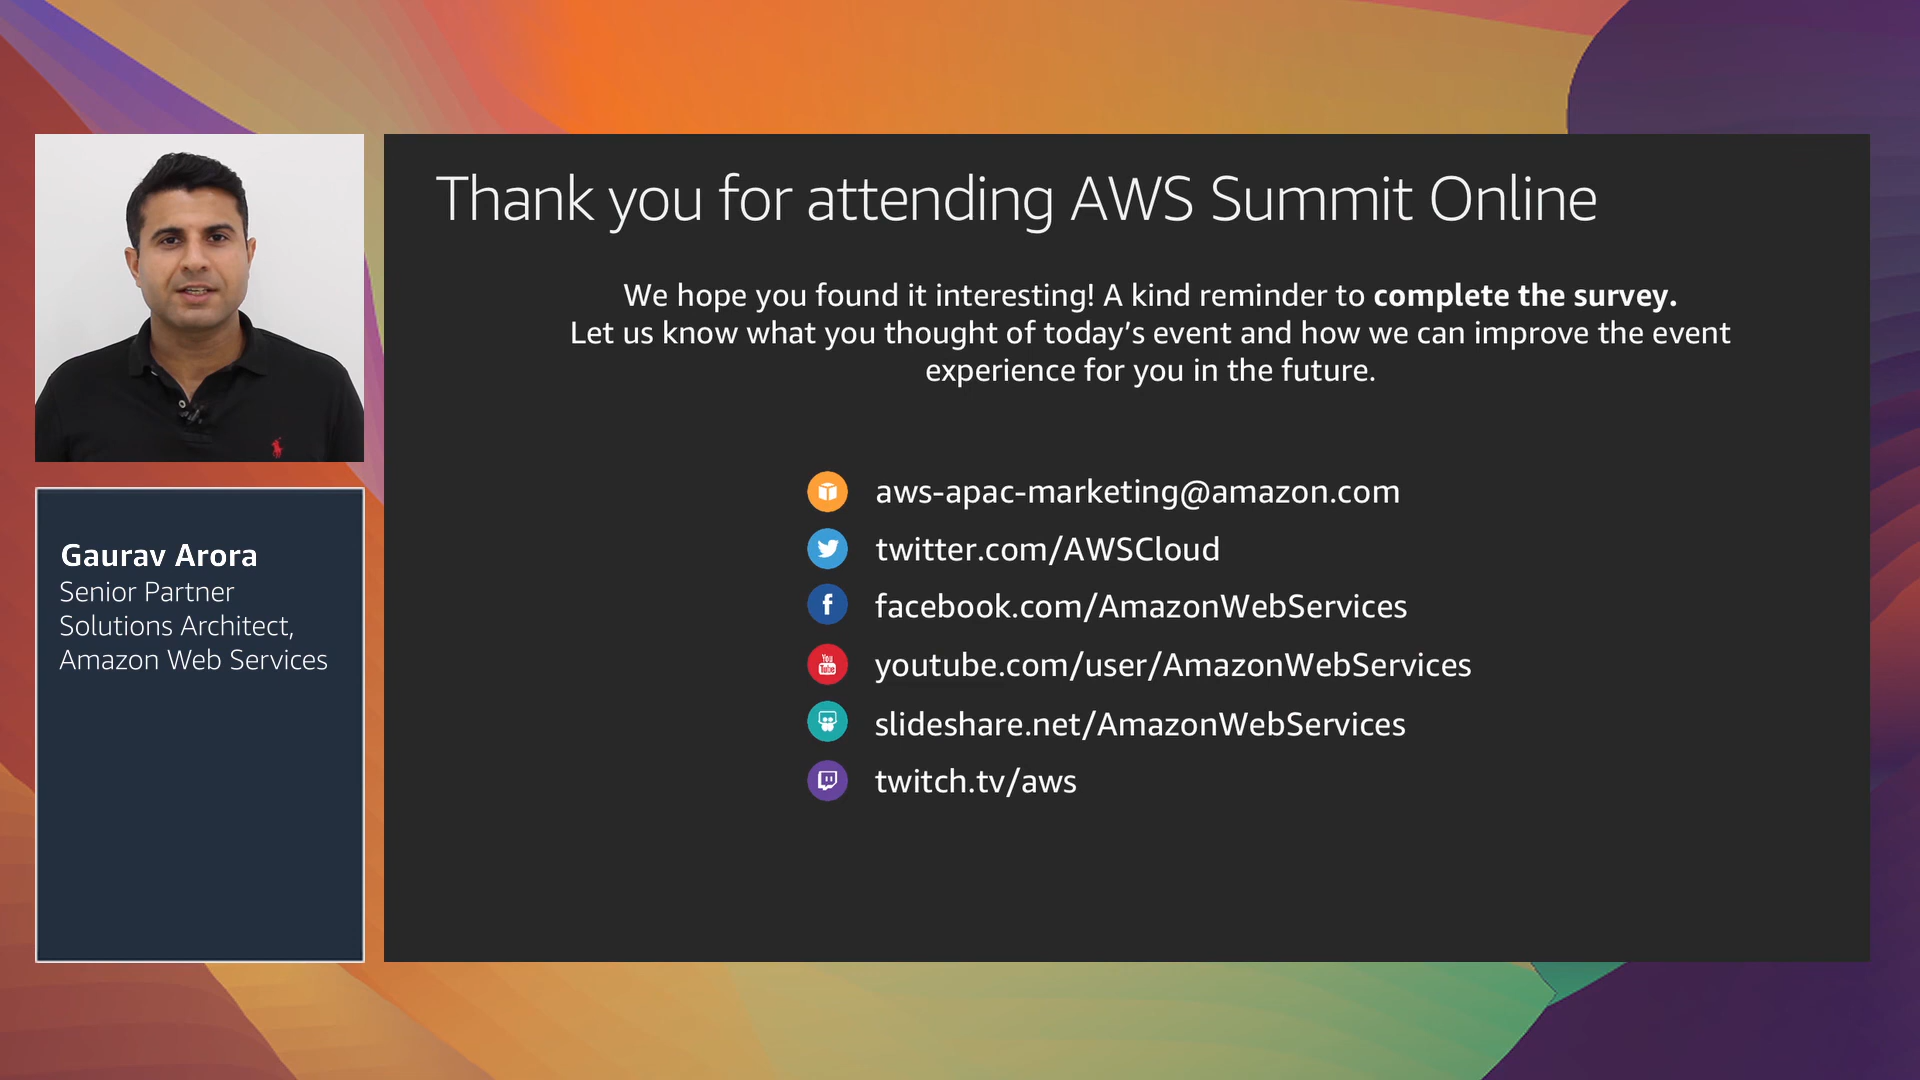 Thank you for attending AWS Summit Online
We hope you found it interesting! A kind reminder to complete the survey.
Let us know what you thought of today's event and how we can improve the event
experience for you in the future.
aws-apac-marketing@amazon.com
twitter.com/AWSCloud
f
facebook.com/AmazonWebServices
You
Tube
youtube.com/user/AmazonWebServices
slideshare.net/AmazonWebServices
twitch.tv/aws
Gaurav Arora
Senior Partner
Solutions Architect,
Amazon Web Services